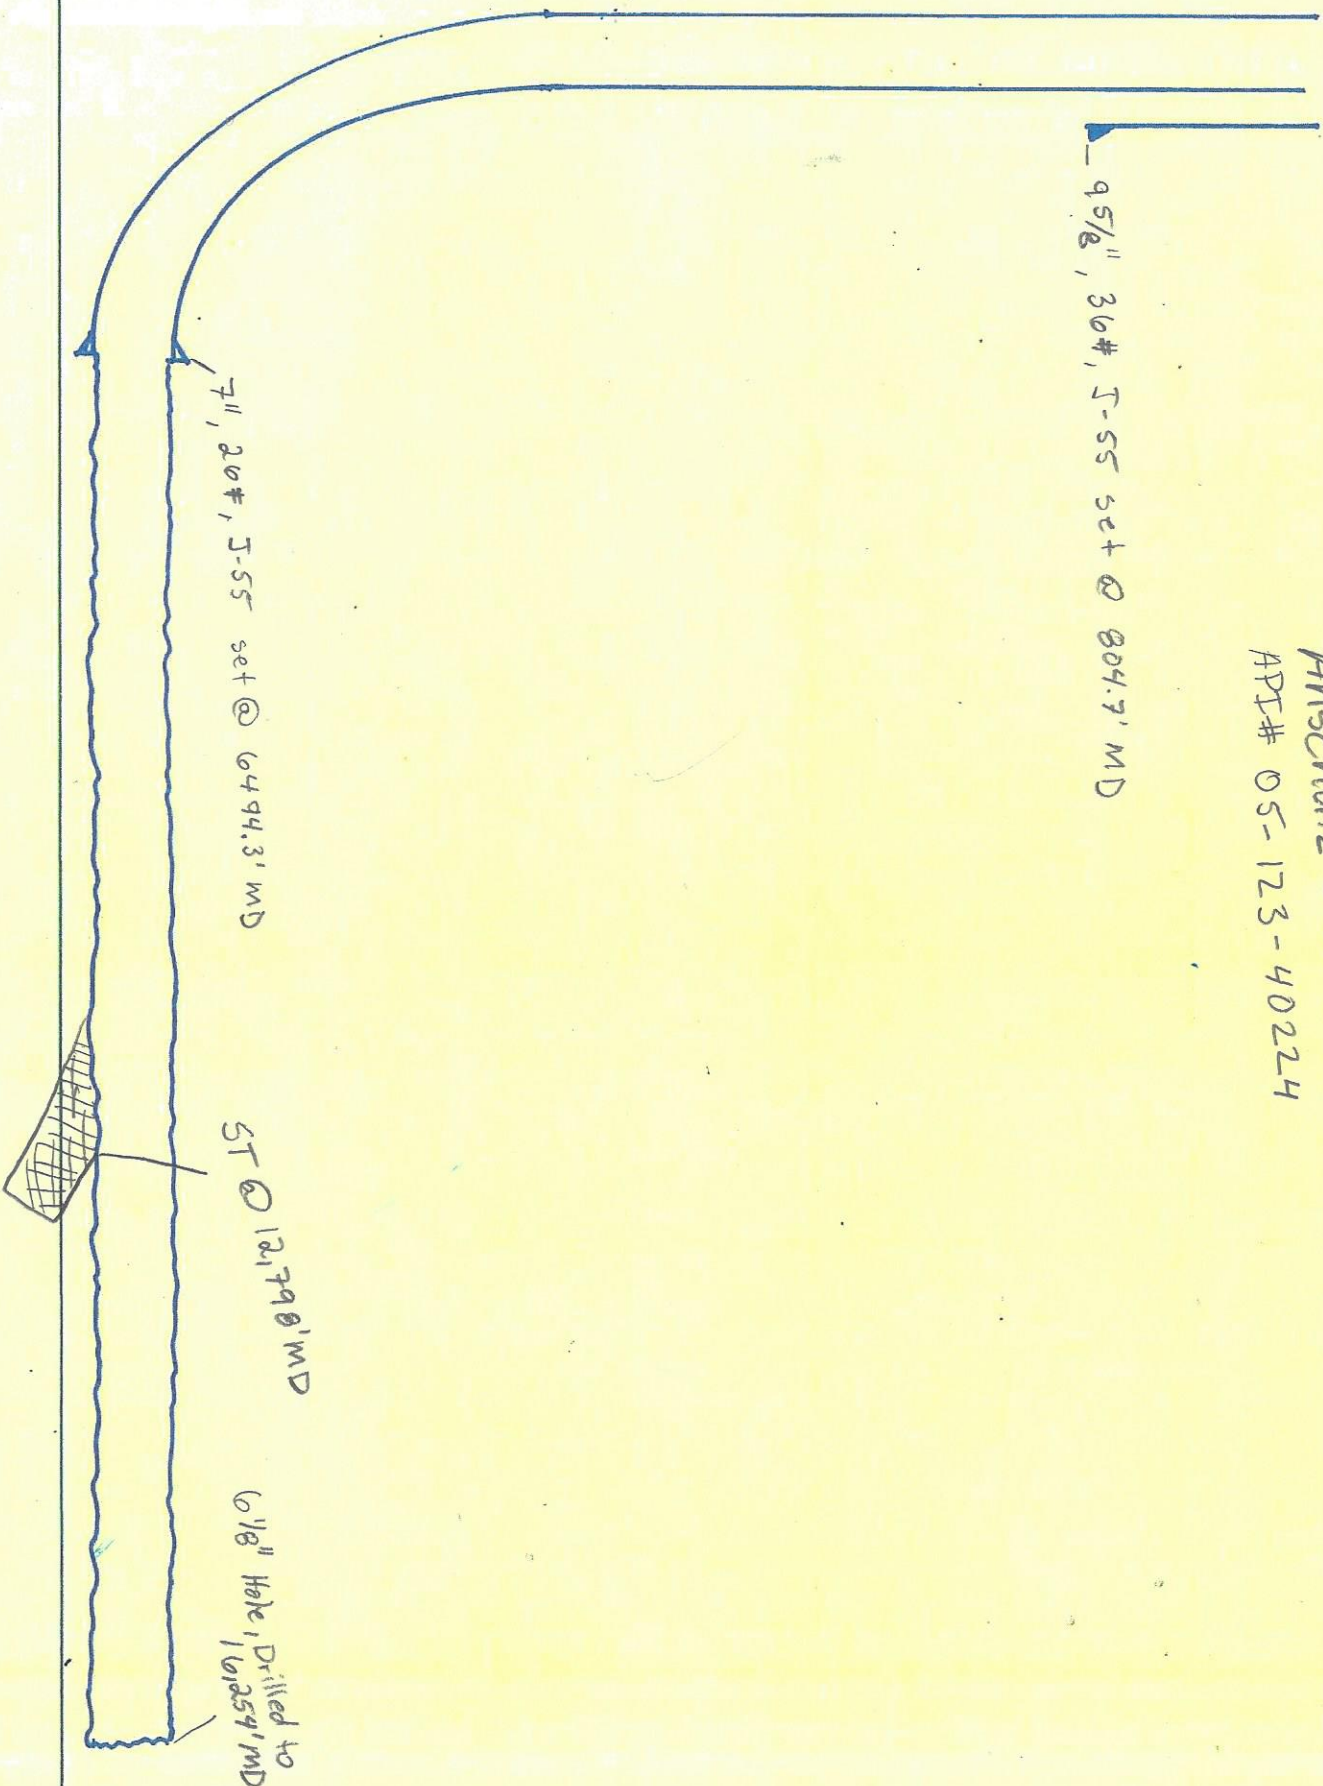 API# 05-123-40224
9 5/8", 36#, J-55 set @ 804.7' MD
7", 26#, J-55 set @ 6494.3' MD
ST @ 12,798' MD
6 1/8" Hole, Drilled to
16,254' MD